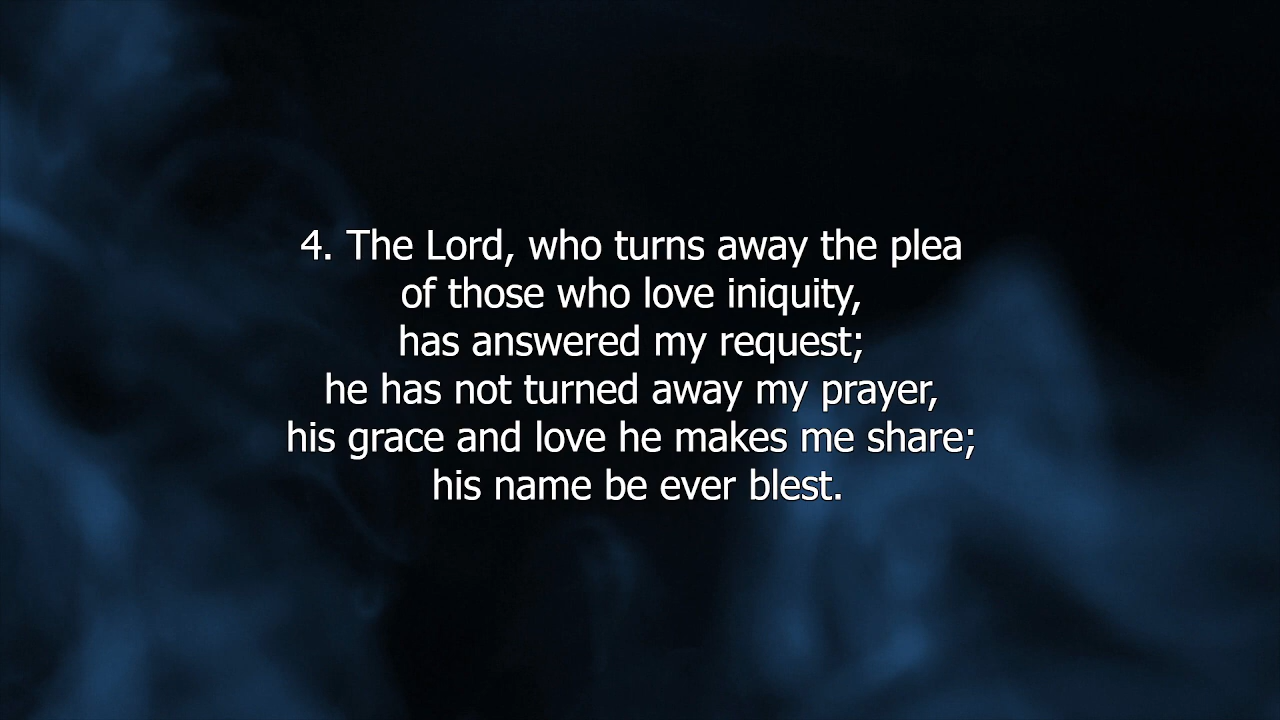 4. The Lord, who turns away the plea
of those who love iniquity,
has answered my request;
he has not turned away my prayer,
his grace and love he makes me share;
his name be ever blest.